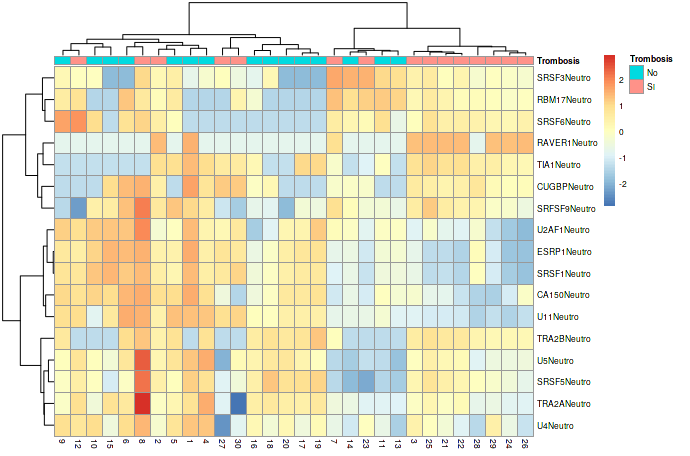 Trombosis
SRSF3Neutro
RBM17Neutro
SRSF6Neutro
RAVER1Neutro
TIA1Neutro
CUGBPNeutro
SRFSF9Neutro
U2AF1Neutro
ESRP1Neutro
SRSF1Neutro
CA150Neutro
U11Neutro
TRA2BNeutro
U5Neutro
SRSF5Neutro
TRA2ANeutro
U4Neutro
9 12 10 15 6 8 2 5 1 4 27 30 16 18 20 17 19 7 14 23 11 13 3 25 21 22 28 29 24 26
2
1
0
-1
-2
Trombosis
No
SI